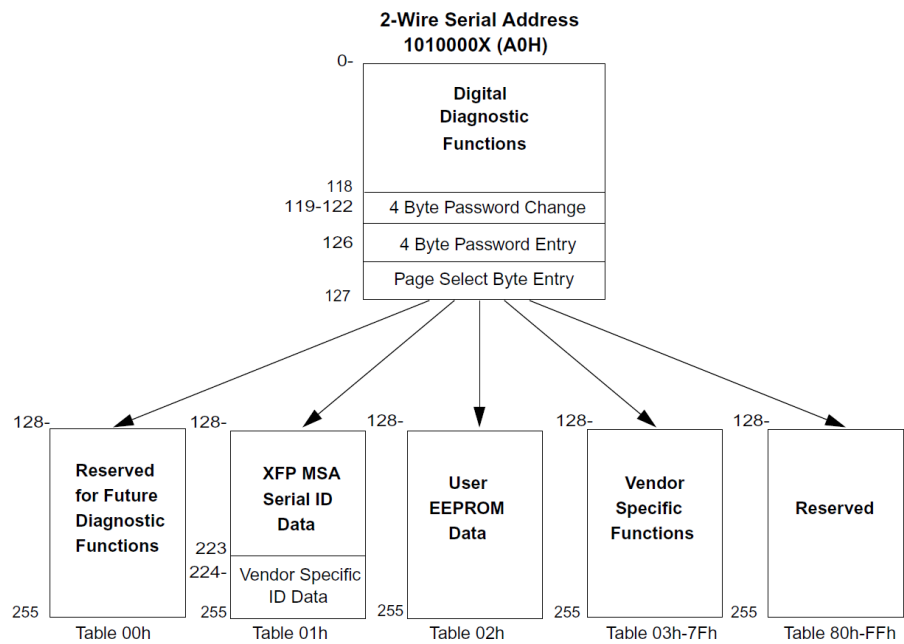 2-Wire Serial Address
1010000X (A0H)
0-
Digital
Diagnostic
Functions
118
119-122
4 Byte Password Change
126
4 Byte Password Entry
Page Select Byte Entry
127
128-
Reserved
for Future
Diagnostic
Functions
255
Table 00h
128-
XFP MSA
Serial ID
Data
223
224-
Vendor Specific
ID Data
255
Table 01h
128-
User
EEPROM
Data
255
Table 02h
128-
Vendor
Specific
Functions
255
Table 03h-7Fh
128-
Reserved
255
Table 80h-FFh